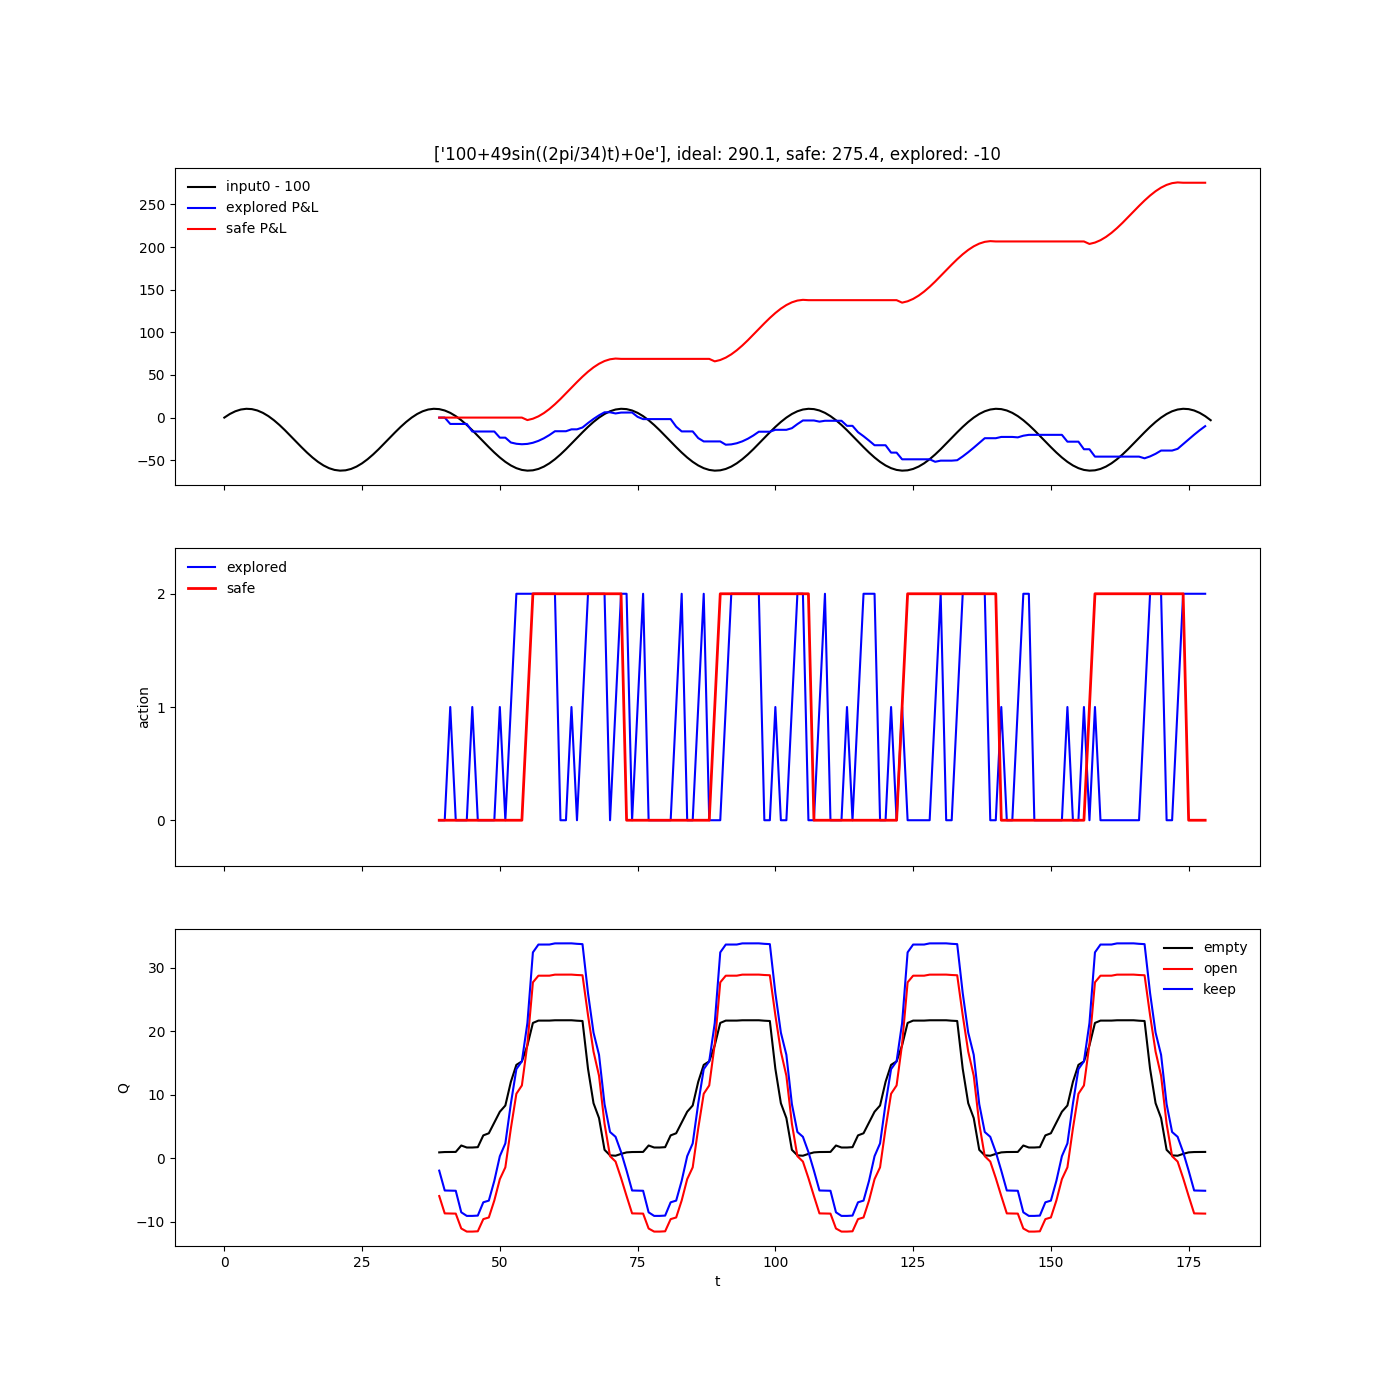 ['100+49sin((2pi/34)t)+0e'], ideal: 290.1, safe: 275.4, explored: -10
input0 - 100
explored P&L
safe P&L
250
200
150
100
50
0
−50
explored
safe
2
1
0
action
empty
open
keep
30
20
10
0
−10
Q
0 25 50 75 100 125 150 175
t